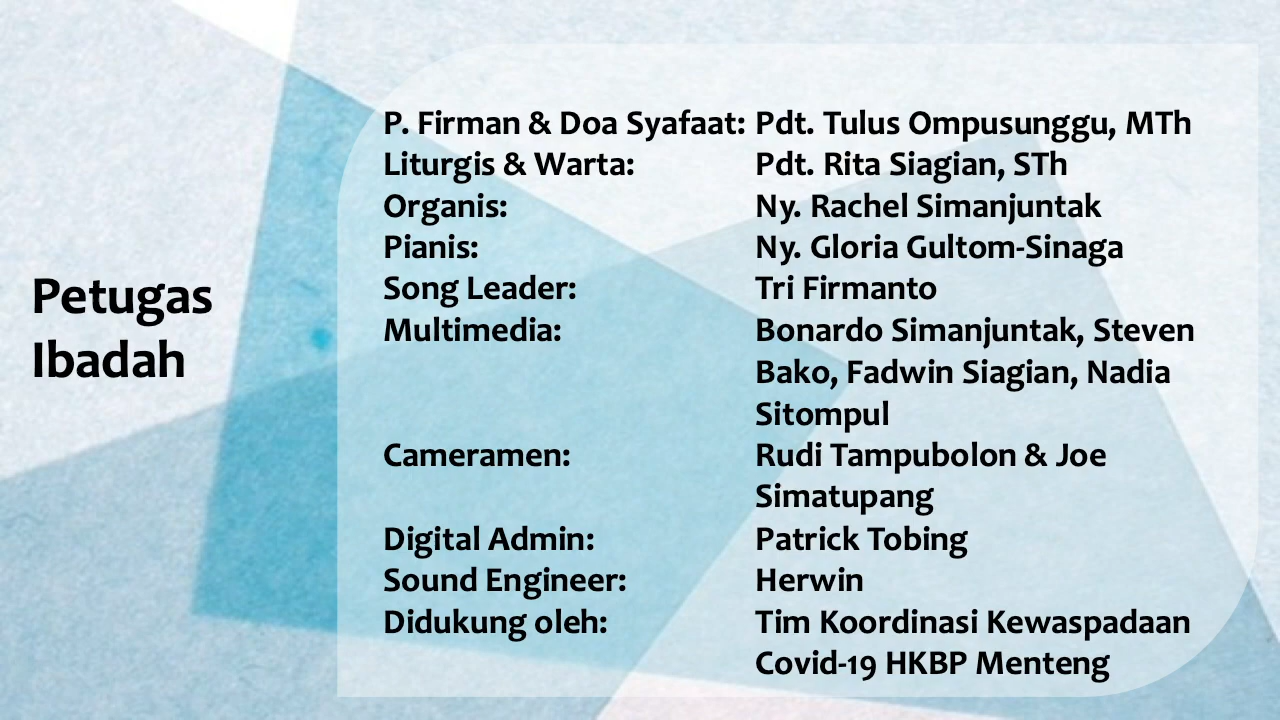 Petugas
Ibadah
P. Firman & Doa Syafaat: Pdt. Tulus Ompusunggu, MTh
Liturgis & Warta: Pdt. Rita Siagian, STh
Organis: Ny. Rachel Simanjuntak
Pianis: Ny. Gloria Gultom-Sinaga
Song Leader: Tri Firmanto
Multimedia: Bonardo Simanjuntak, Steven
Bako, Fadwin Siagian, Nadia
Sitompul
Cameramen: Rudi Tampubolon & Joe
Simatupang
Digital Admin: Patrick Tobing
Sound Engineer: Herwin
Didukung oleh: Tim Koordinasi Kewaspadaan
Covid-19 HKBP Menteng